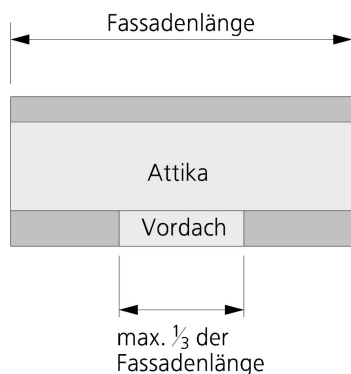 Fassadenlänge
Attika
Vordach
max. ⅓ der
Fassadenlänge